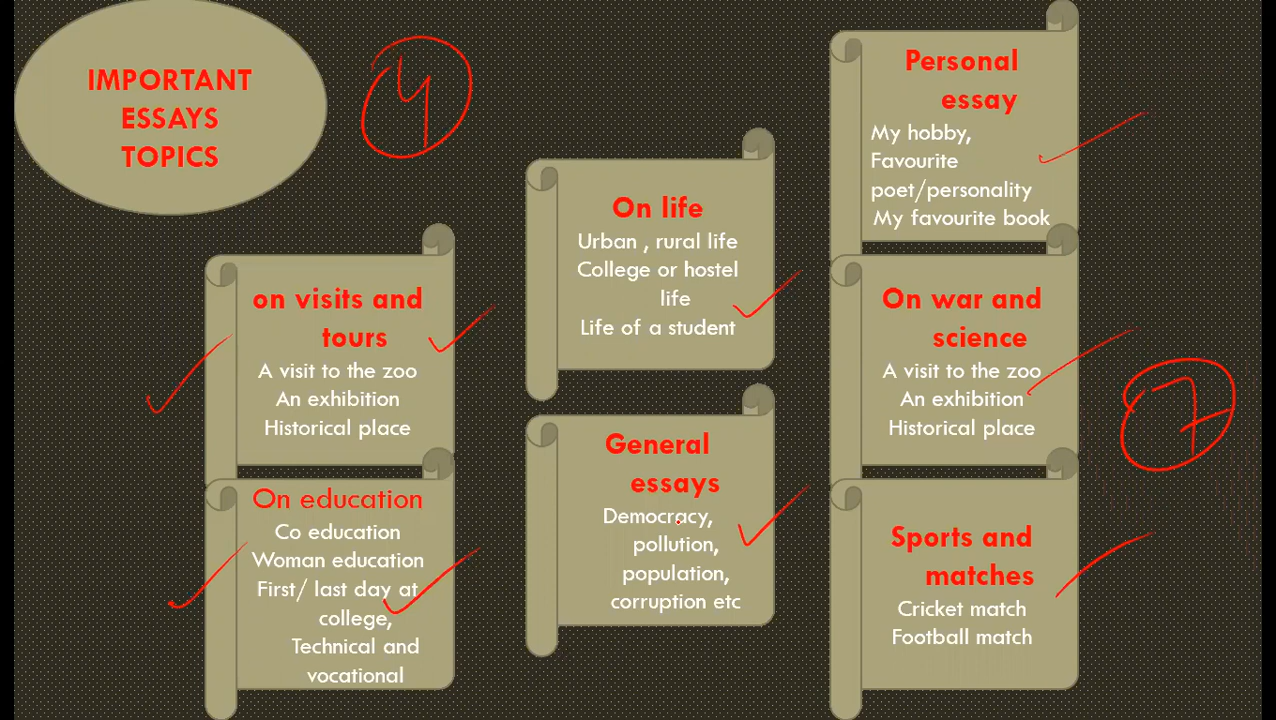 IMPORTANT
ESSAYS
TOPICS
4
on visits and
tours
A visit to the zoo
An exhibition
Historical place
On education
Co education
Woman education
First/ last day at
college,
Technical and
vocational
On life
Urban , rural life
College or hostel
life
Life of a student
General
essays
Democracy,
pollution,
population,
corruption etc
Personal
essay
My hobby,
Favourite
poet/personality
My favourite book
On war and
science
A visit to the zoo
An exhibition
Historical place
7
Sports and
matches
Cricket match
Football match